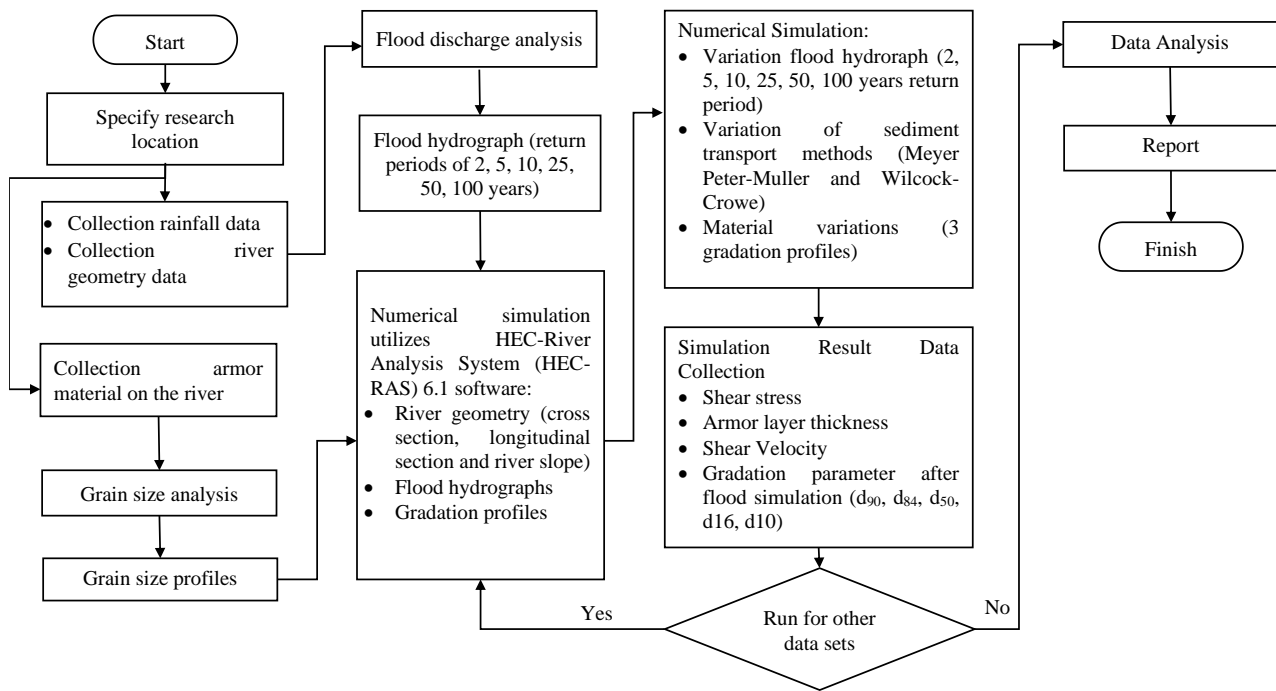 Start
Specify research
location
• Collection rainfall data
• Collection river
geometry data
Collection armor
material on the river
Grain size analysis
Grain size profiles
Flood discharge analysis
Flood hydrograph (return
periods of 2, 5, 10, 25,
50, 100 years)
Numerical simulation
utilizes HEC-River
Analysis System (HEC-
RAS) 6.1 software:
• River geometry (cross
section, longitudinal
section and river slope)
• Flood hydrographs
• Gradation profiles
Numerical Simulation:
• Variation flood hydroraph (2,
5, 10, 25, 50, 100 years return
period)
• Variation of sediment
transport methods (Meyer
Peter-Muller and Wilcock-
Crowe)
• Material variations (3
gradation profiles)
Simulation Result Data
Collection
• Shear stress
• Armor layer thickness
• Shear Velocity
• Gradation parameter after
flood simulation (d90, d84, d50,
d16, d10)
Run for other
data sets
Yes
No
Data Analysis
Report
Finish